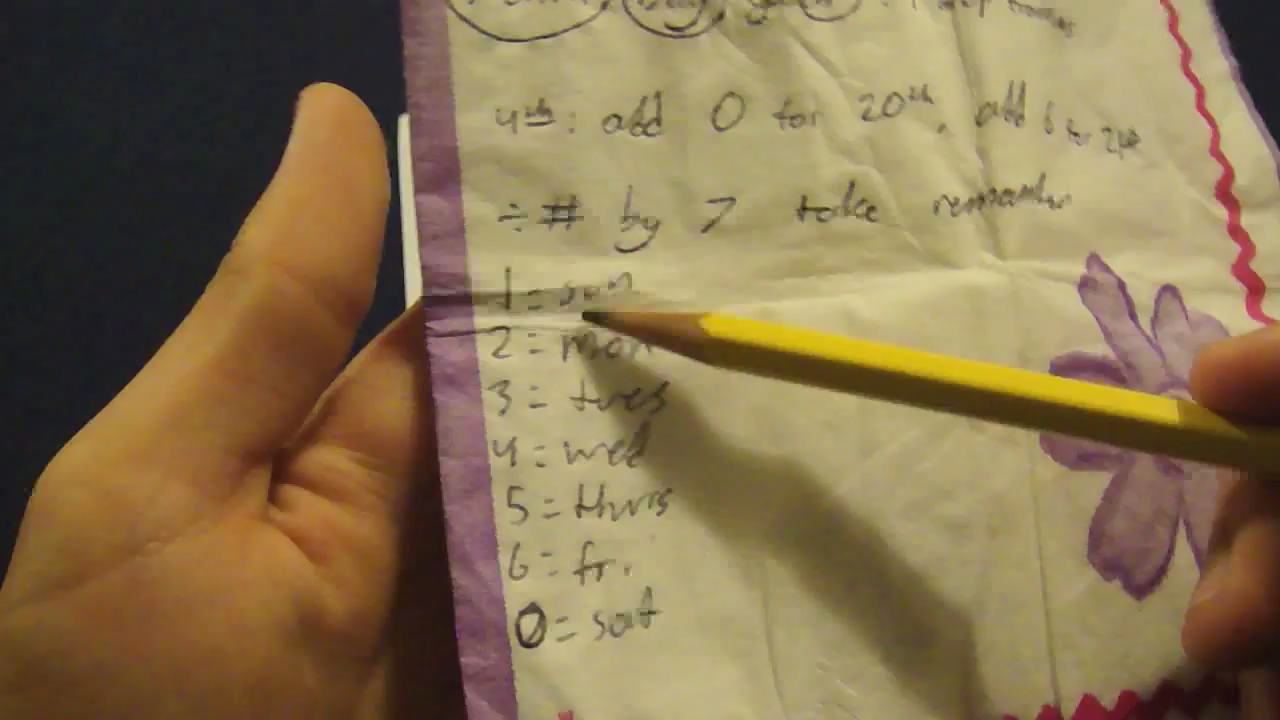 4th: add 0 for 20th, add 6 for 21st
÷ # by 7 take remainder
1 = sun
2 = mon
3 = tues
4 = wed
5 = thurs
6 = fri.
0 = sat